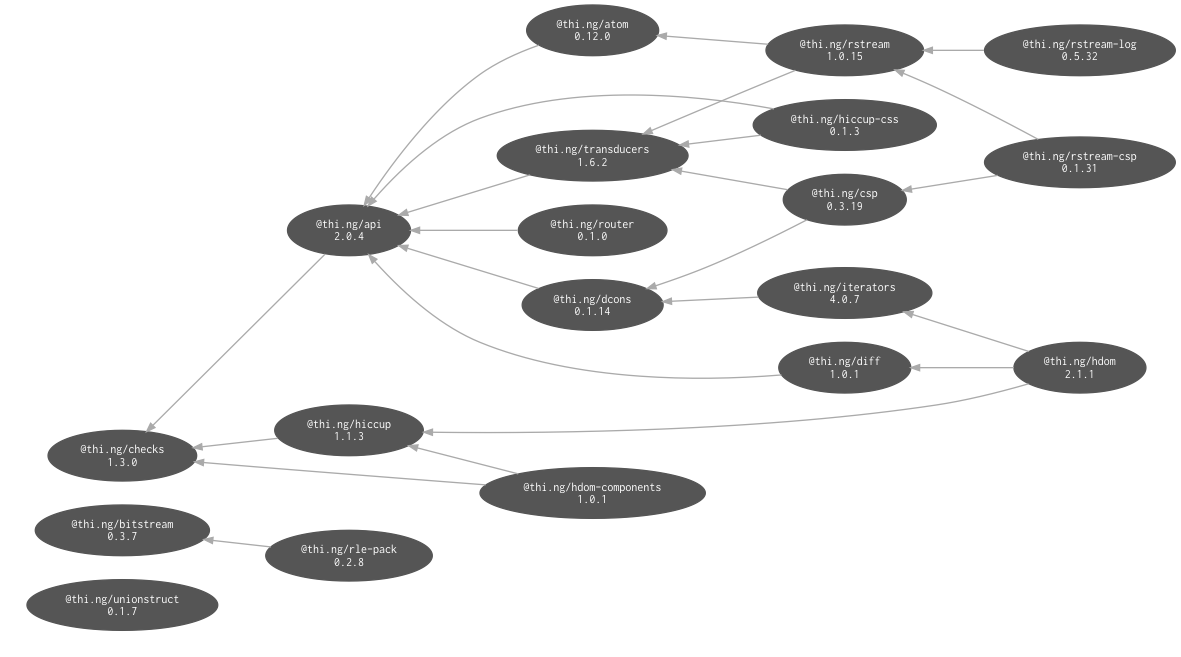 @thi.ng/atom
0.12.0
@thi.ng/rstream
1.0.15
@thi.ng/rstream-log
0.5.32
@thi.ng/hiccup-css
0.1.3
@thi.ng/transducers
1.6.2
@thi.ng/rstream-csp
0.1.31
@thi.ng/csp
0.3.19
@thi.ng/api
2.0.4
@thi.ng/router
0.1.0
@thi.ng/dcons
0.1.14
@thi.ng/iterators
4.0.7
@thi.ng/diff
1.0.1
@thi.ng/hdom
2.1.1
@thi.ng/hiccup
1.1.3
@thi.ng/checks
1.3.0
@thi.ng/hdom-components
1.0.1
@thi.ng/bitstream
0.3.7
@thi.ng/rle-pack
0.2.8
@thi.ng/unionstruct
0.1.7